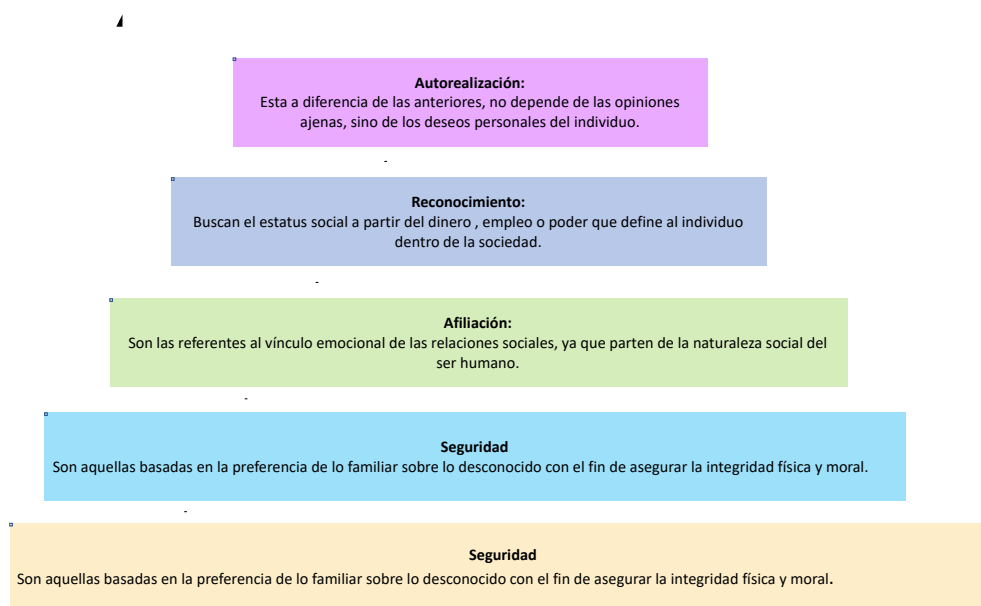 Autorealización:
Esta a diferencia de las anteriores, no depende de las opiniones
ajenas, sino de los deseos personales del individuo.
Reconocimiento:
Buscan el estatus social a partir del dinero , empleo o poder que define al individuo
dentro de la sociedad.
Afiliación:
Son las referentes al vínculo emocional de las relaciones sociales, ya que parten de la naturaleza social del
ser humano.
Seguridad
Son aquellas basadas en la preferencia de lo familiar sobre lo desconocido con el fin de asegurar la integridad física y moral.
Seguridad
Son aquellas basadas en la preferencia de lo familiar sobre lo desconocido con el fin de asegurar la integridad física y moral.